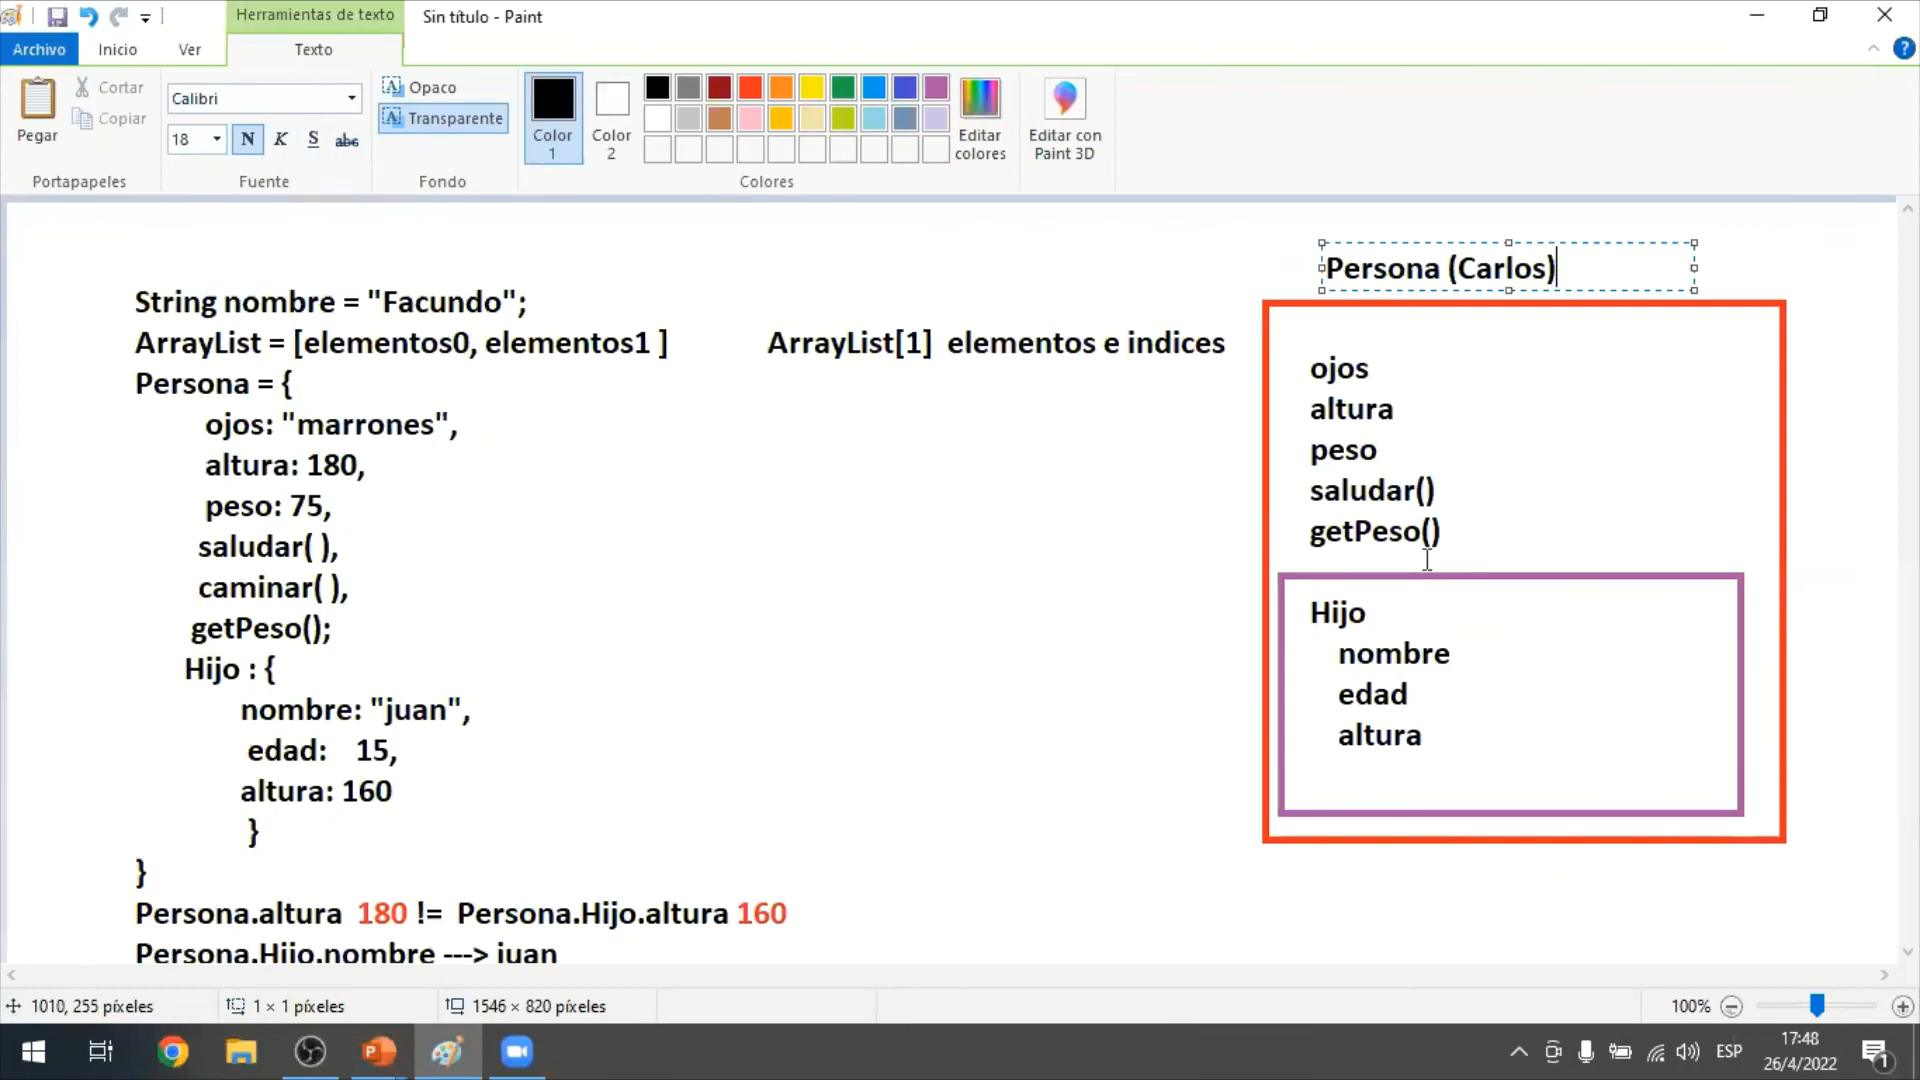 Herramientas de texto
Sin título - Paint
Archivo
Inicio
Ver
Texto
Pegar
Cortar
Copiar
Portapapeles
Calibri
18
N K S abc
Fuente
Opaco
Transparente
Fondo
Color 1
Color 2
Editar colores
Colores
Editar con Paint 3D
String nombre = "Facundo";
ArrayList = [elementos0, elementos1 ]
ArrayList[1] elementos e indices
Persona = {
ojos: "marrones",
altura: 180,
peso: 75,
saludar( ),
caminar( ),
getPeso();
Hijo : {
nombre: "juan",
edad: 15,
altura: 160
}
}
Persona.altura 180 != Persona.Hijo.altura 160
Persona.Hijo.nombre ---> juan
Persona (Carlos)
ojos
altura
peso
saludar()
getPeso()
Hijo
nombre
edad
altura
1010, 255 píxeles
1 × 1 píxeles
1546 × 820 píxeles
100%
ESP
17:48
26/4/2022
1